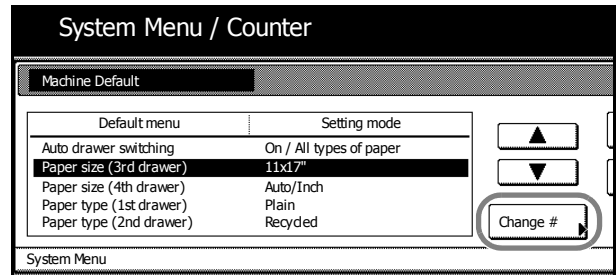 System Menu / Counter
Machine Default
Default menu Setting mode
Auto drawer switching On / All types of paper
Paper size (3rd drawer) 11x17"
Paper size (4th drawer) Auto/Inch
Paper type (1st drawer) Plain
Paper type (2nd drawer) Recycled
Change #
System Menu